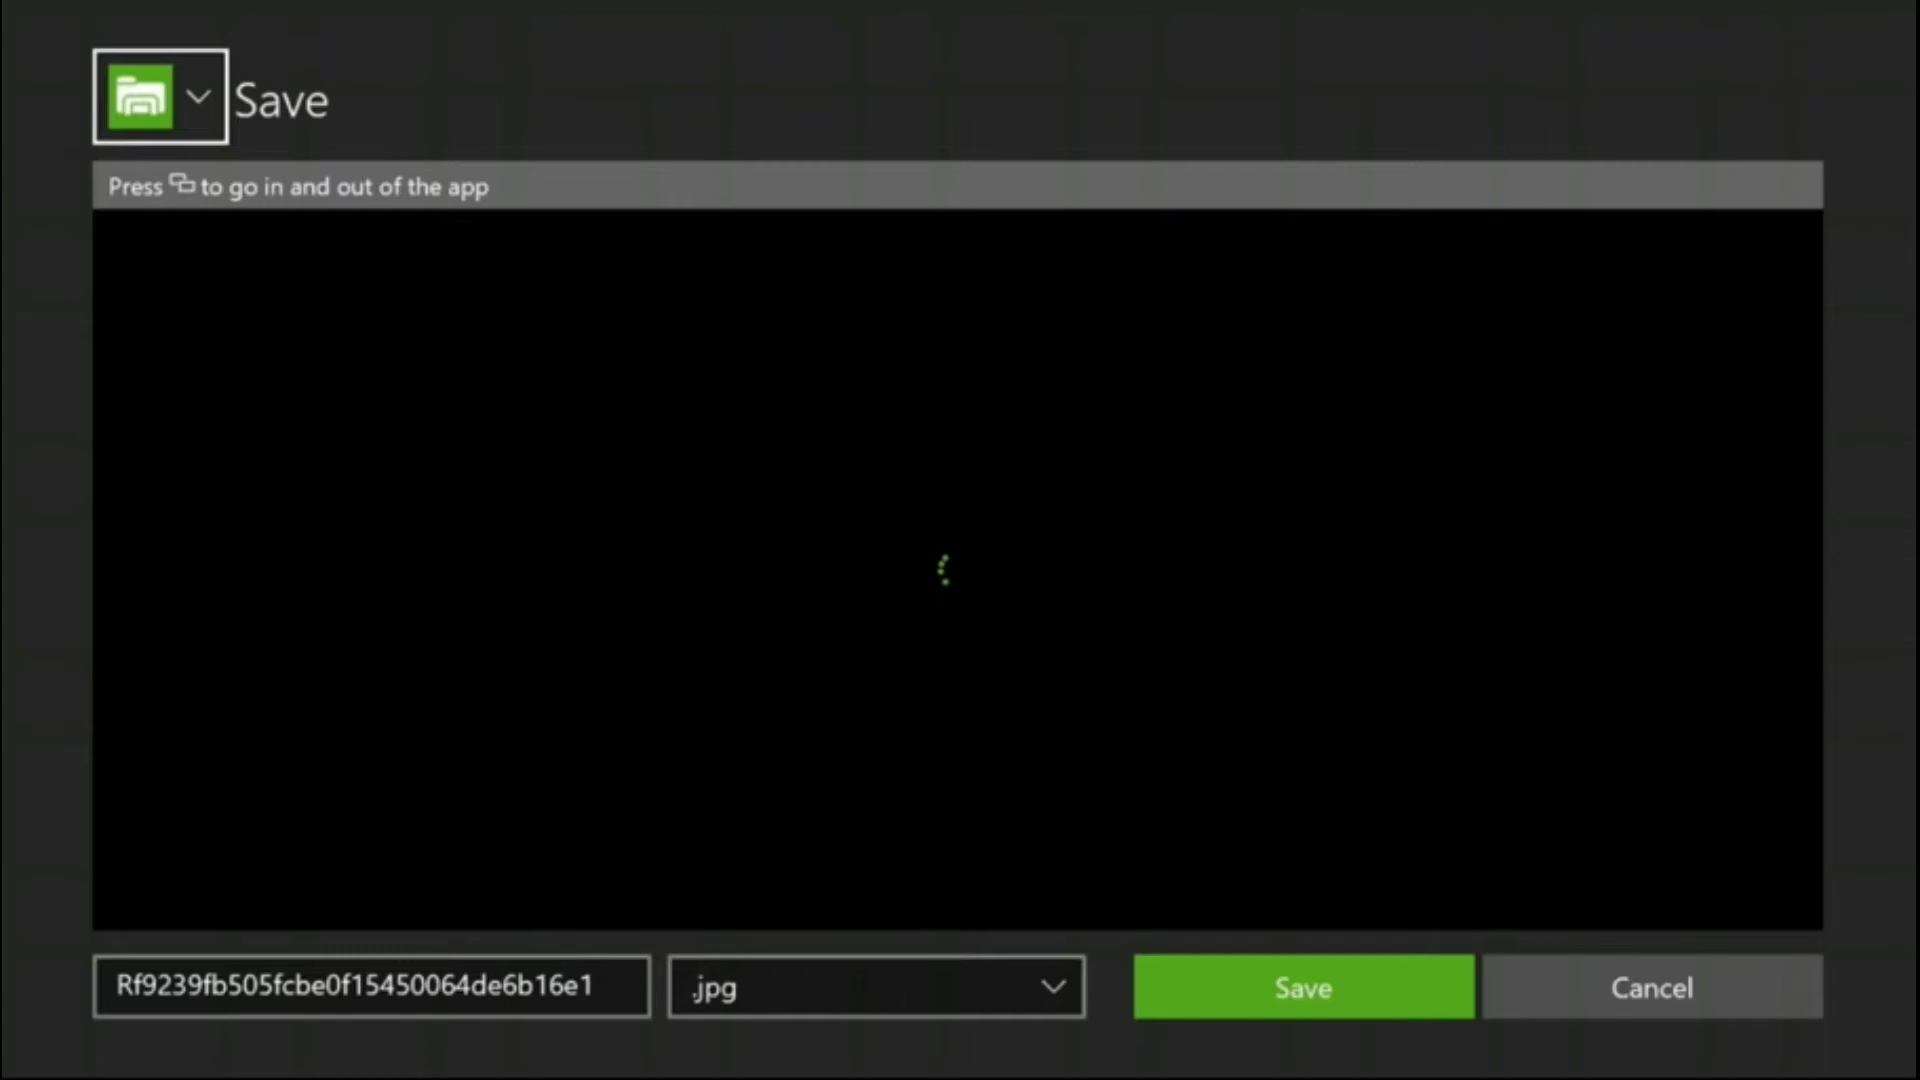 Save
Press to go in and out of the app
Rf9239fb505fcbe0f15450064de6b16e1
.jpg
Save
Cancel